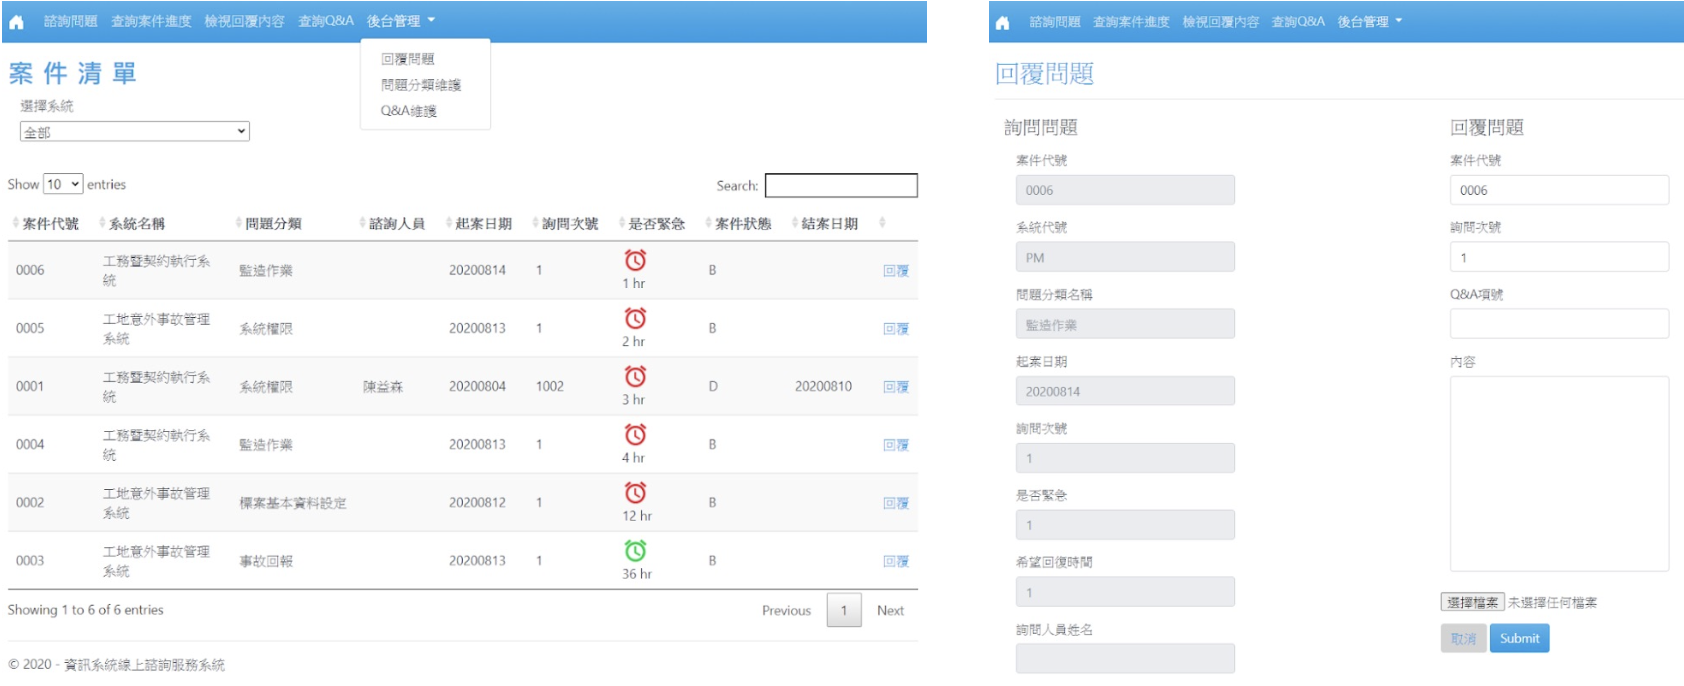 諮詢問題 查詢案件進度 檢視回覆內容 查詢Q&A 後台管理
回覆問題
問題分類維護
Q&A維護
案件清單
選擇系統
全部
Show 10 entries
Search:
案件代號 系統名稱 問題分類 諮詢人員 起案日期 詢問次號 是否緊急 案件狀態 結案日期
0006 工務暨契約執行系統 監造作業 20200814 1 1 hr B 回覆
0005 工地意外事故管理系統 系統權限 20200813 1 2 hr B 回覆
0001 工務暨契約執行系統 系統權限 陳益森 20200804 1002 3 hr D 20200810 回覆
0004 工務暨契約執行系統 監造作業 20200813 1 4 hr B 回覆
0002 工地意外事故管理系統 標案基本資料設定 20200812 1 12 hr B 回覆
0003 工地意外事故管理系統 事故回報 20200813 1 36 hr B 回覆
Showing 1 to 6 of 6 entries
Previous 1 Next
© 2020 - 資訊系統線上諮詢服務系統
諮詢問題 查詢案件進度 檢視回覆內容 查詢Q&A 後台管理
回覆問題
詢問問題
案件代號
0006
系統代號
PM
問題分類名稱
監造作業
起案日期
20200814
詢問次號
1
是否緊急
1
希望回復時間
1
詢問人員姓名
回覆問題
案件代號
0006
詢問次號
1
Q&A項號
內容
選擇檔案 未選擇任何檔案
取消 Submit